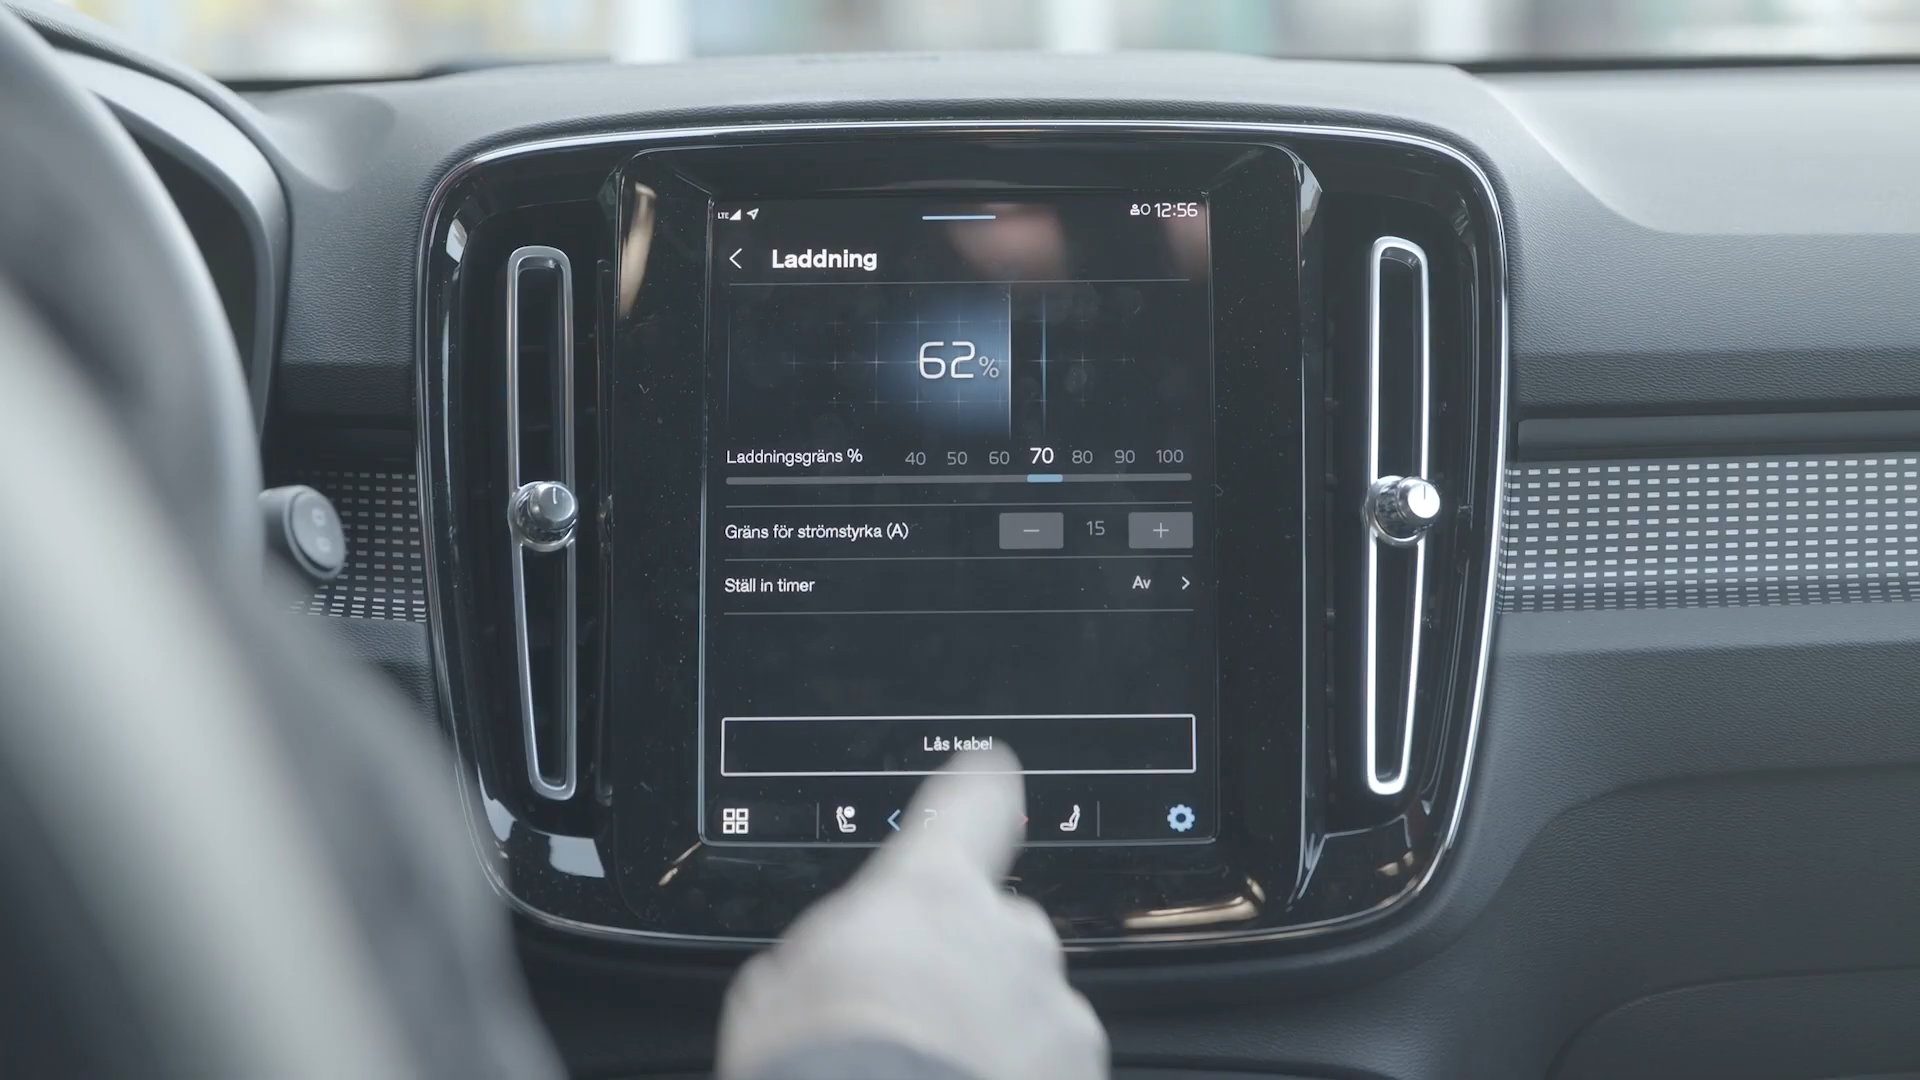 LTE 12:56
Laddning
62%
Laddningsgräns % 40 50 60 70 80 90 100
Gräns för strömstyrka (A) − 15 +
Ställ in timer Av >
Lås kabel